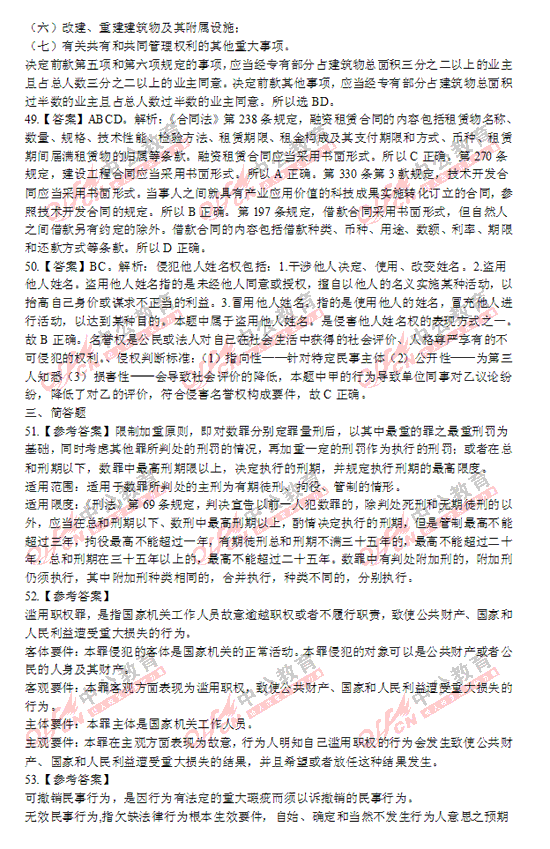 （六）改建、重建建筑物及其附属设施；
（七）有关共有和共同管理权利的其他重大事项。
决定前款第五项和第六项规定的事项，应当经专有部分占建筑物总面积三分之二以上的业主
且占总人数三分之二以上的业主同意。决定前款其他事项，应当经专有部分占建筑物总面积
过半数的业主且占总人数过半数的业主同意。所以选 BD。
49.【答案】ABCD。解析：《合同法》第 238 条规定，融资租赁合同的内容包括租赁物名称、
数量、规格、技术性能、检验方法、租赁期限、租金构成及其支付期限和方式、币种、租赁
期间届满租赁物的归属等条款。融资租赁合同应当采用书面形式。所以 C 正确。第 270 条
规定，建设工程合同应当采用书面形式。所以 A 正确。第 330 条第 3 款规定，技术开发合
同应当采用书面形式。当事人之间就具有产业应用价值的科技成果实施转化订立的合同，参
照技术开发合同的规定。所以 B 正确。第 197 条规定，借款合同采用书面形式，但自然人
之间借款另有约定的除外。借款合同的内容包括借款种类、币种、用途、数额、利率、期限
和还款方式等条款。所以 D 正确。
50.【答案】BC。解析：侵犯他人姓名权包括：1.干涉他人决定、使用、改变姓名。2.盗用
他人姓名。盗用他人姓名指的是未经他人同意或授权，擅自以他人的名义实施某种活动，以
抬高自己身价或谋求不正当的利益。3.冒用他人姓名。指的是使用他人的姓名，冒充他人进
行活动，以达到某种目的。本题中属于盗用他人姓名。是侵害他人姓名权的表现方式之一。
故 B 正确。名誉权是公民或法人对自己在社会生活中获得的社会评价、人格尊严享有的不
可侵犯的权利。、侵权判断标准：（1）指向性——针对特定民事主体（2）公开性——为第三
人知悉（3）损害性——会导致社会评价的降低，本题中甲的行为导致单位同事对乙议论纷
纷，降低了对乙的评价，符合侵害名誉权构成要件，故 C 正确。
三、简答题
51.【参考答案】限制加重原则，即对数罪分别定罪量刑后，以其中最重的罪之最重刑罚为
基础，同时考虑其他罪所判处的刑罚的情况，再加重一定的刑罚作为执行的刑罚；或者在总
和刑期以下，数罪中最高刑期限以上，决定执行的刑期，并规定执行刑期的最高限度。
适用范围：适用于数罪所判处的主刑为有期徒刑、拘役、管制的情形。
适用限度：《刑法》第 69 条规定，判决宣告以前一人犯数罪的，除判处死刑和无期徒刑的以
外，应当在总和刑期以下、数刑中最高刑期以上，酌情决定执行的刑期，但是管制最高不能
超过三年，拘役最高不能超过一年，有期徒刑总和刑期不满三十五年的，最高不能超过二十
年，总和刑期在三十五年以上的，最高不能超过二十五年。数罪中有判处附加刑的，附加刑
仍须执行，其中附加刑种类相同的，合并执行，种类不同的，分别执行。
52.【参考答案】
滥用职权罪，是指国家机关工作人员故意逾越职权或者不履行职责，致使公共财产、国家和
人民利益遭受重大损失的行为。
客体要件：本罪侵犯的客体是国家机关的正常活动。本罪侵犯的对象可以是公共财产或者公
民的人身及其财产。
客观要件：本罪客观方面表现为滥用职权，致使公共财产、国家和人民利益遭受重大损失的
行为。
主体要件：本罪主体是国家机关工作人员。
主观要件：本罪在主观方面表现为故意，行为人明知自己滥用职权的行为会发生致使公共财
产、国家和人民利益遭受重大损失的结果，并且希望或者放任这种结果发生。
53.【参考答案】
可撤销民事行为，是因行为有法定的重大瑕疵而须以诉撤销的民事行为。
无效民事行为,指欠缺法律行为根本生效要件，自始、确定和当然不发生行为人意思之预期